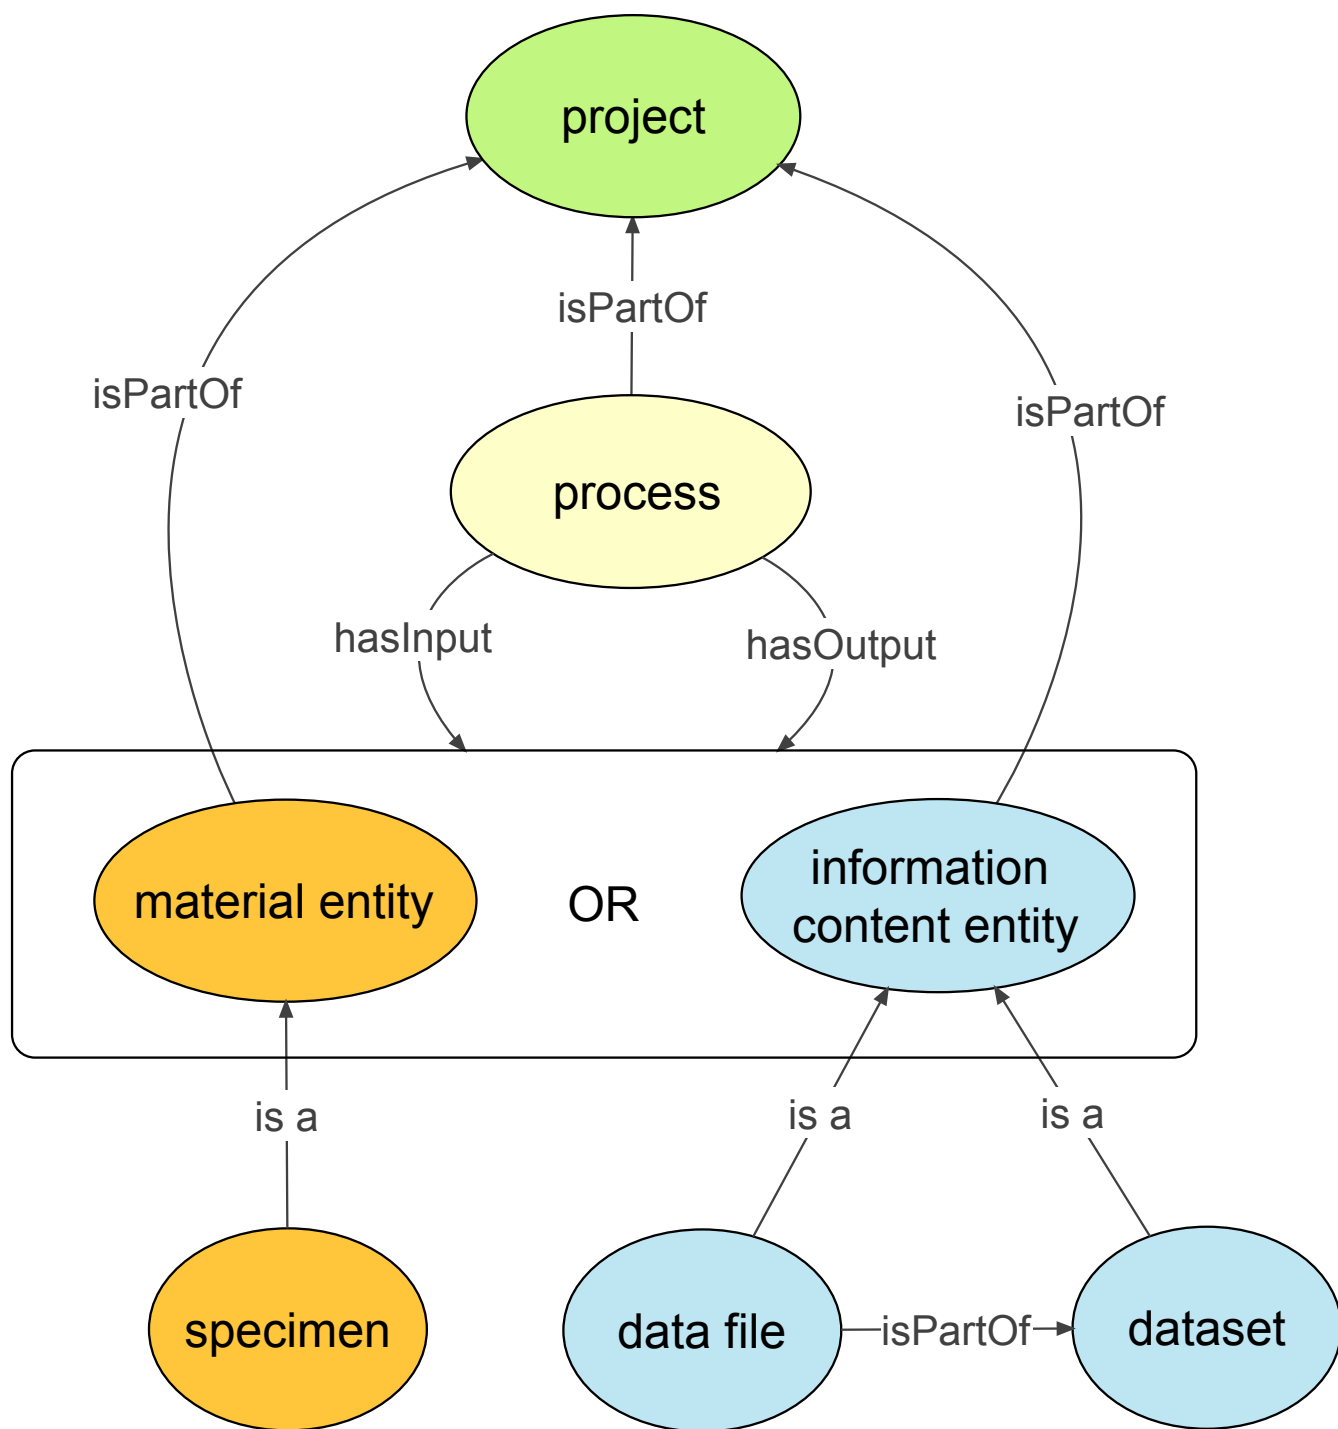 project
isPartOf
isPartOf
isPartOf
process
hasInput
hasOutput
material entity
OR
information
content entity
is a
is a
is a
specimen
data file
isPartOf
dataset